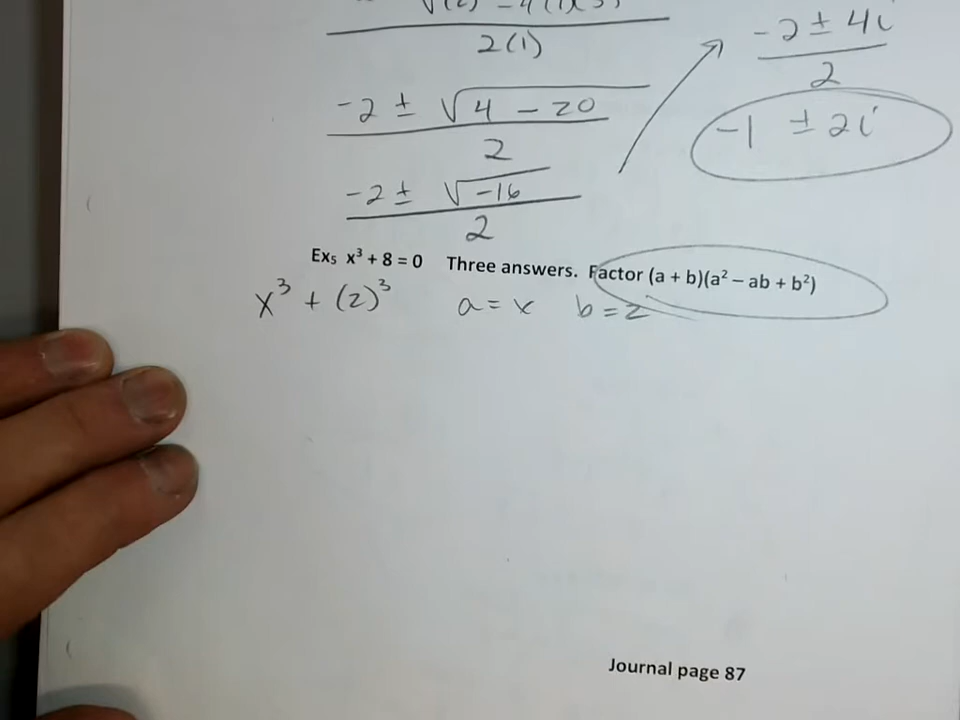 2(1)
-2 ± √4 - 20
2
-2 ± √-16
2
-2 ± 4i
2
-1 ± 2i
Ex₅ x³ + 8 = 0 Three answers. Factor (a + b)(a² – ab + b²)
x³ + (2)³ a = x b = 2
Journal page 87